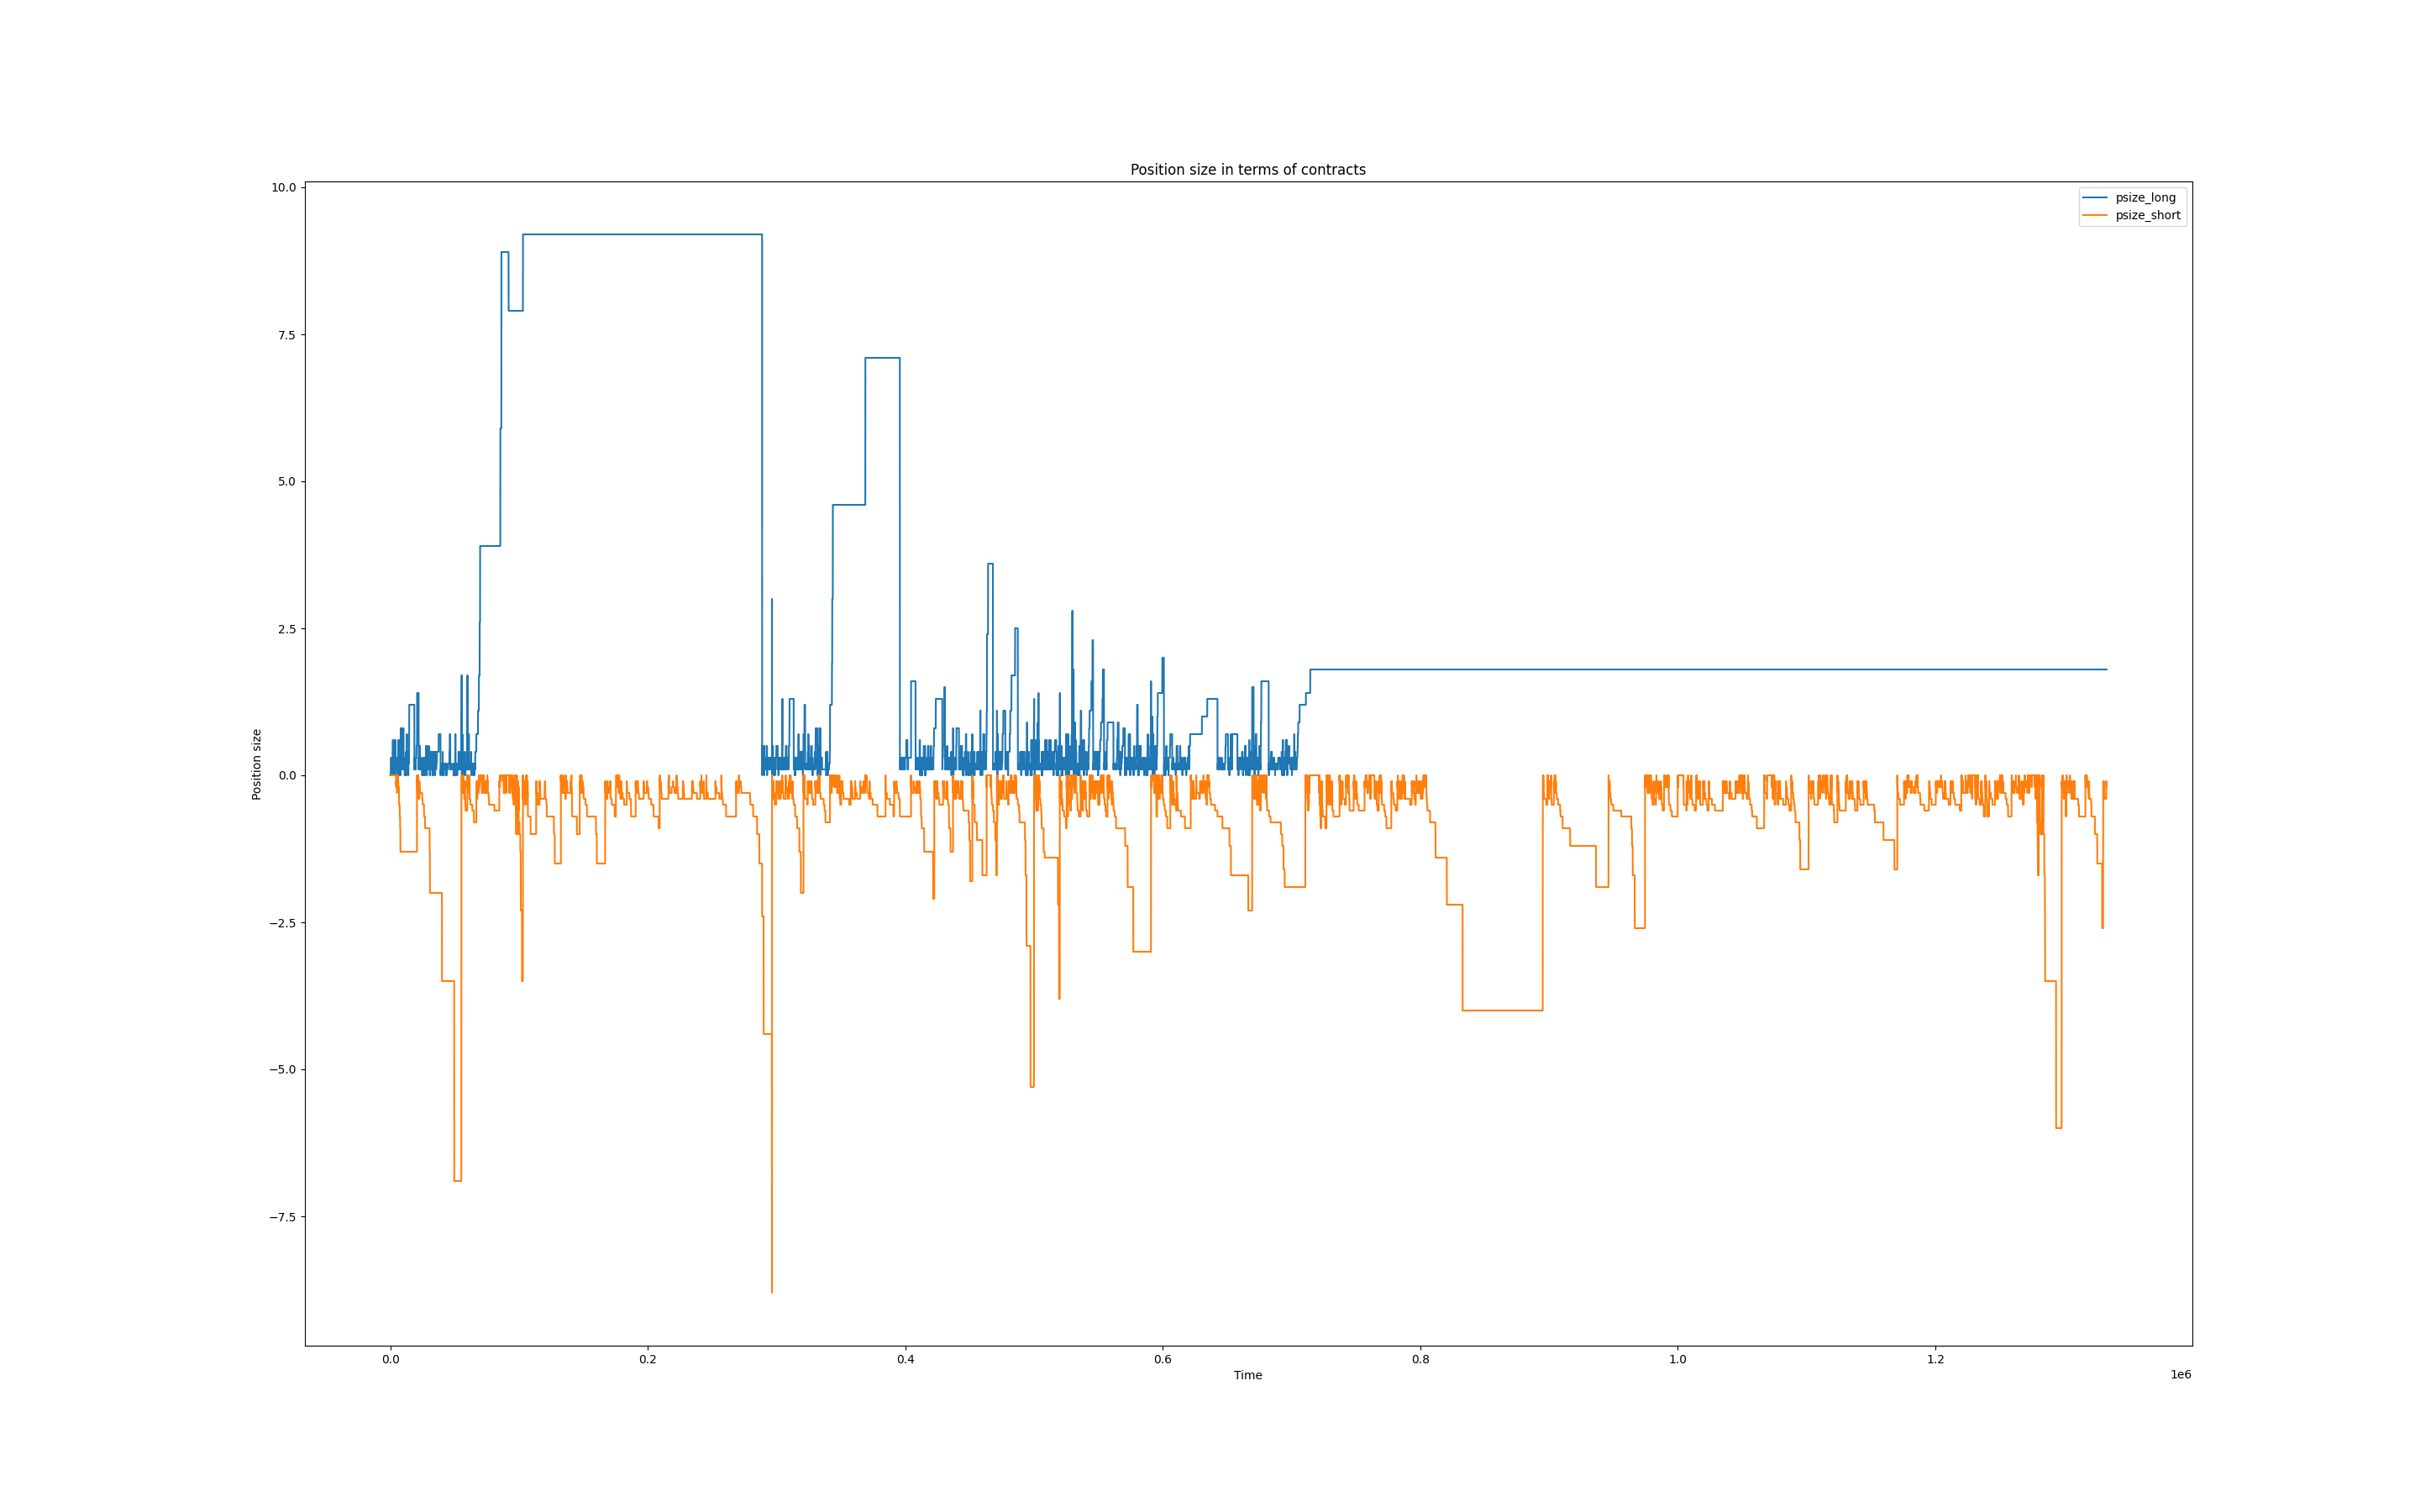 Position size in terms of contracts
psize_long
psize_short
Position size
10.0
7.5
5.0
2.5
0.0
−2.5
−5.0
−7.5
0.0 0.2 0.4 0.6 0.8 1.0 1.2
Time
1e6